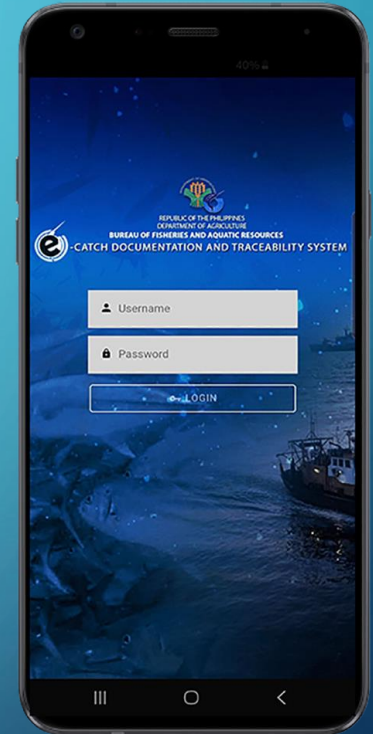 40%
REPUBLIC OF THE PHILIPPINES
DEPARTMENT OF AGRICULTURE
BUREAU OF FISHERIES AND AQUATIC RESOURCES
e-CATCH DOCUMENTATION AND TRACEABILITY SYSTEM
Username
Password
LOGIN